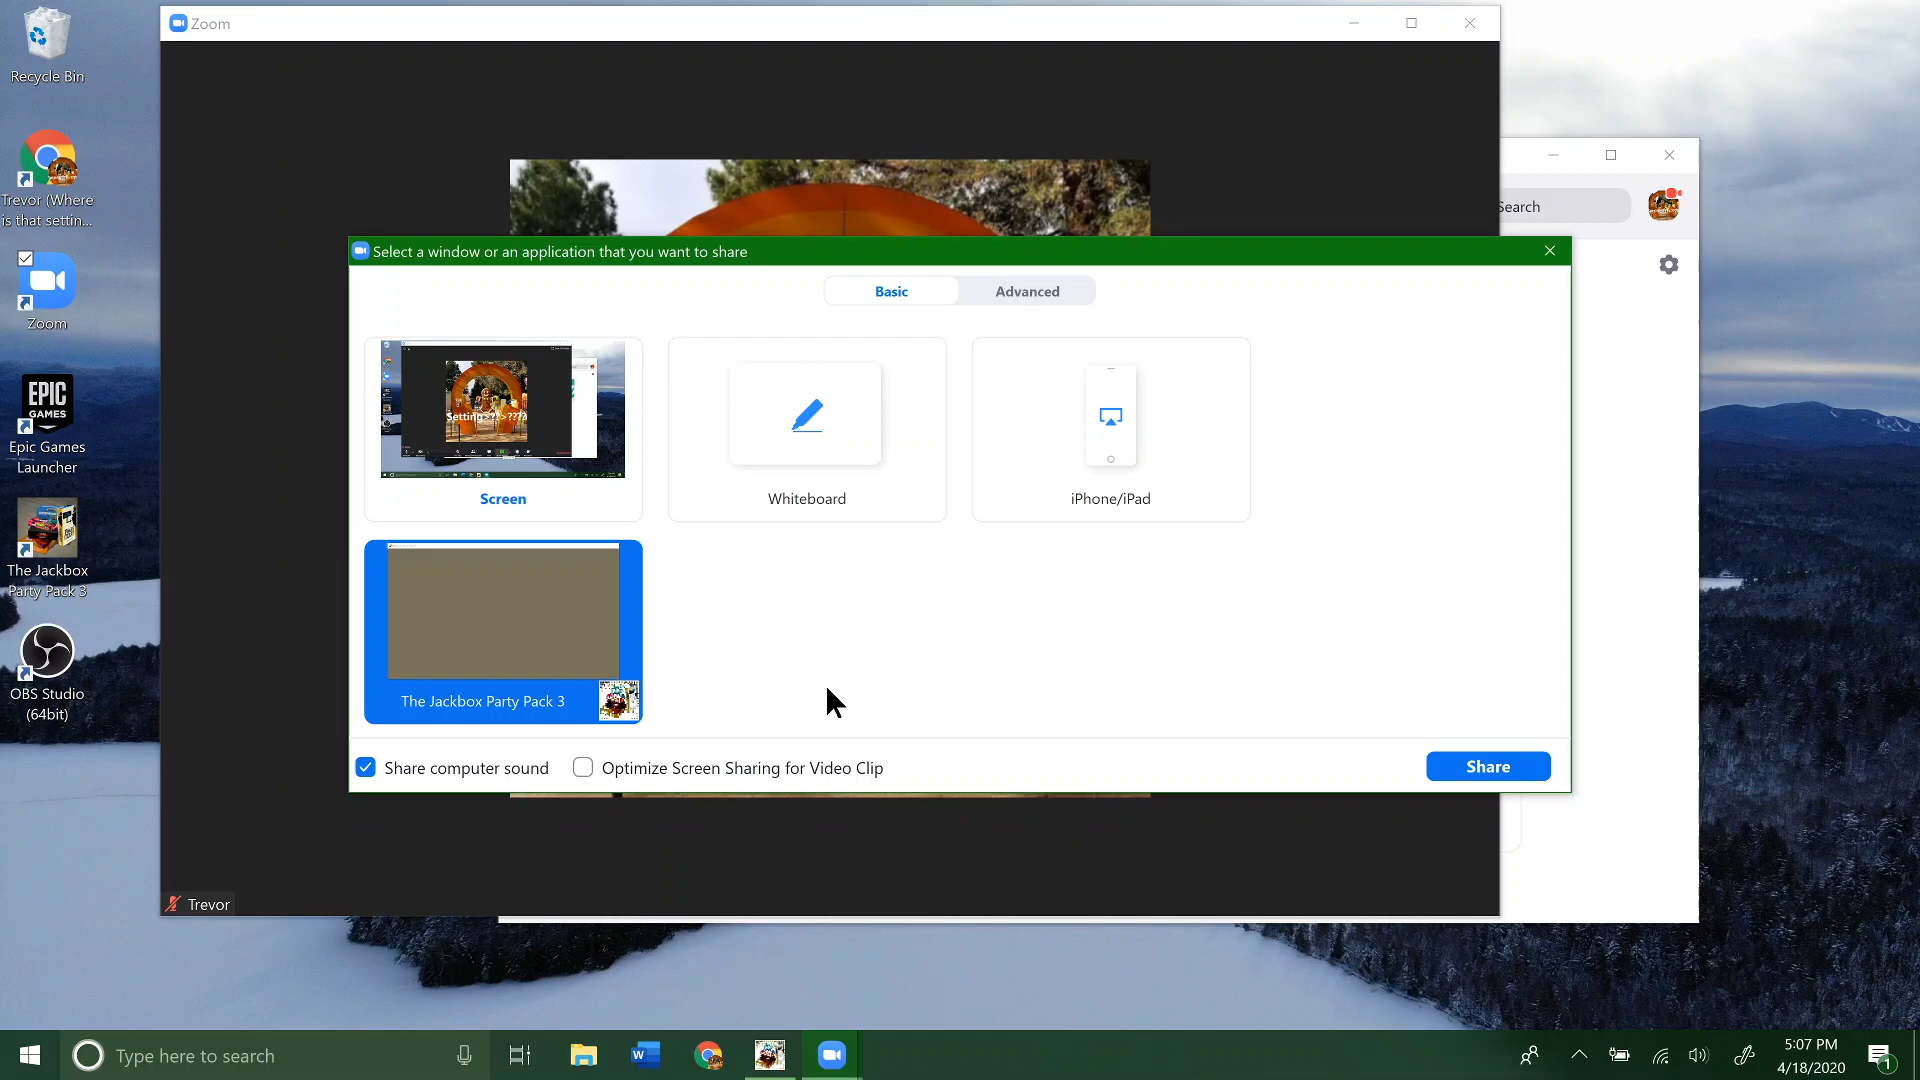 Zoom
Recycle Bin
Trevor (Where
is that settin...
Search
Select a window or an application that you want to share
Basic
Advanced
Zoom
Setting>??>????
Screen
Whiteboard
iPhone/iPad
EPIC
GAMES
Epic Games
Launcher
The Jackbox
Party Pack 3
The Jackbox Party Pack 3
OBS Studio
(64bit)
Share computer sound
Optimize Screen Sharing for Video Clip
Share
Trevor
Type here to search
W
5:07 PM
4/18/2020
1